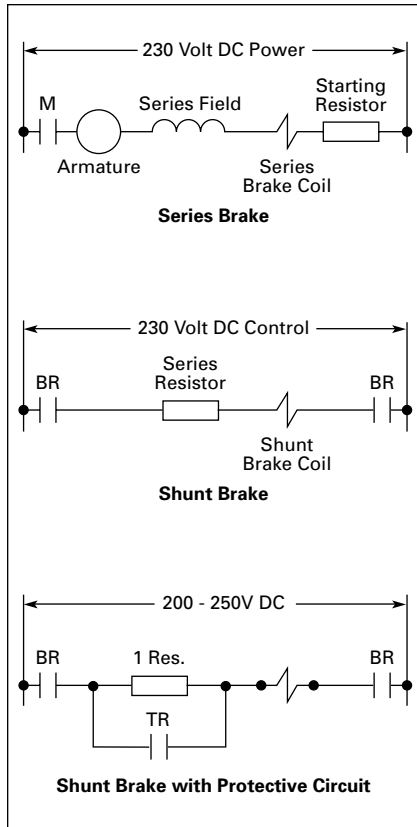 230 Volt DC Power
M
Series Field
Starting
Resistor
Armature
Series
Brake Coil
Series Brake
230 Volt DC Control
BR
Series
Resistor
BR
Shunt
Brake Coil
Shunt Brake
200 - 250V DC
BR
1 Res.
BR
TR
Shunt Brake with Protective Circuit